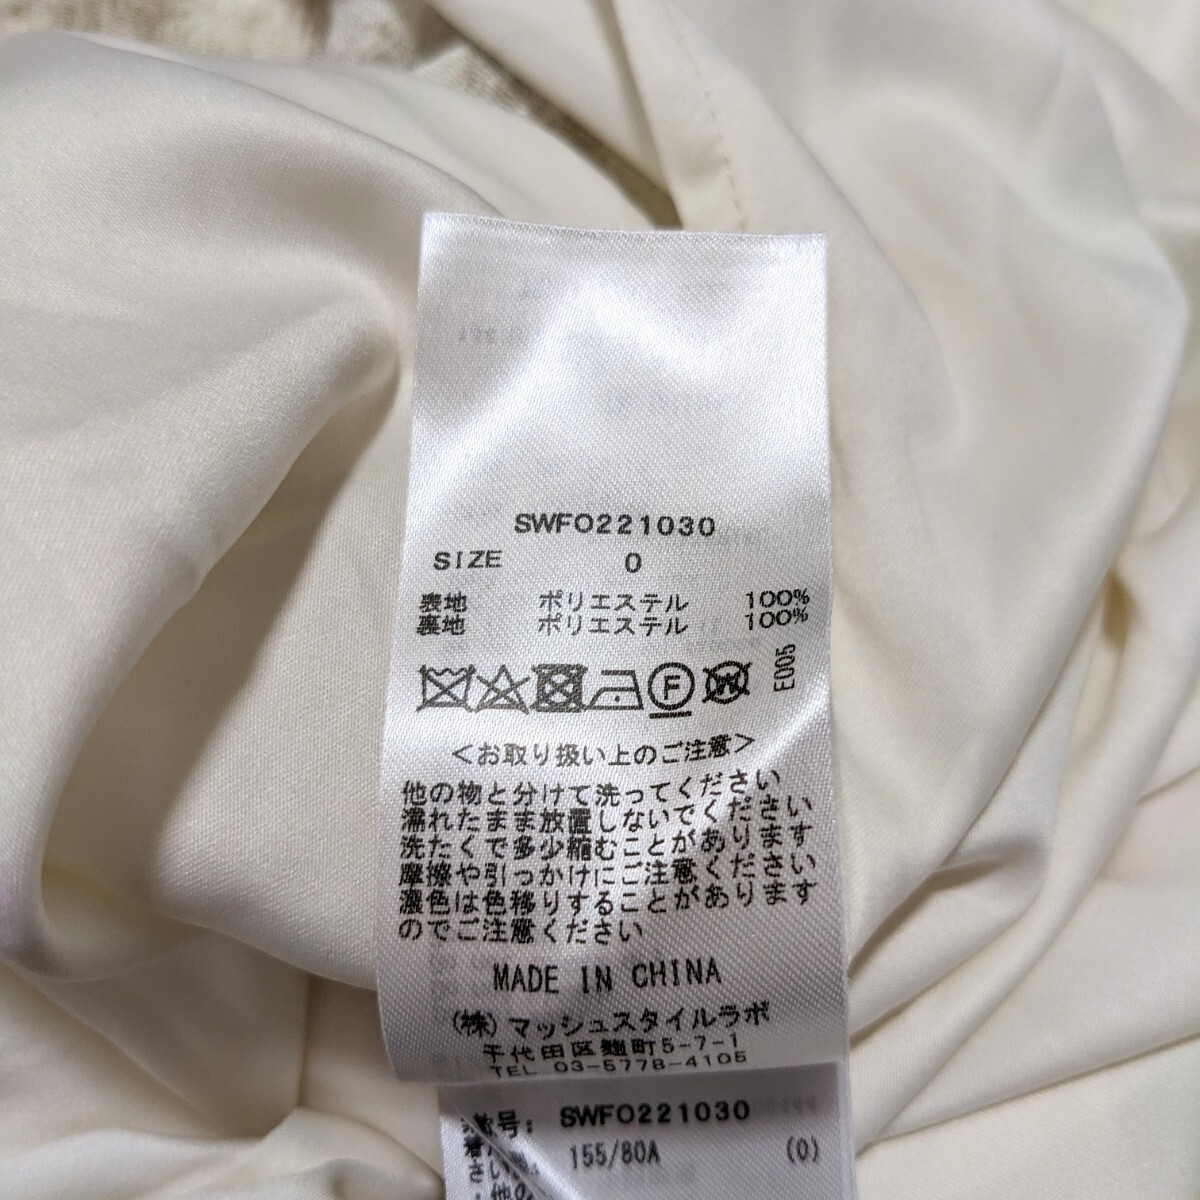 SWFO221030
SIZE 0
表地 ポリエステル 100%
裏地 ポリエステル 100%
F W E005
<お取り扱い上のご注意>
他の物と分けて洗ってください
濡れたまま放置しないでください
洗たくで多少縮むことがあります
摩擦や引っかけにご注意ください
濃色は色移りすることがあります
のでご注意ください
MADE IN CHINA
(株)マッシュスタイルラボ
千代田区麹町5-7-1
TEL 03-5778-4105
号: SWFO221030
155/80A (0)